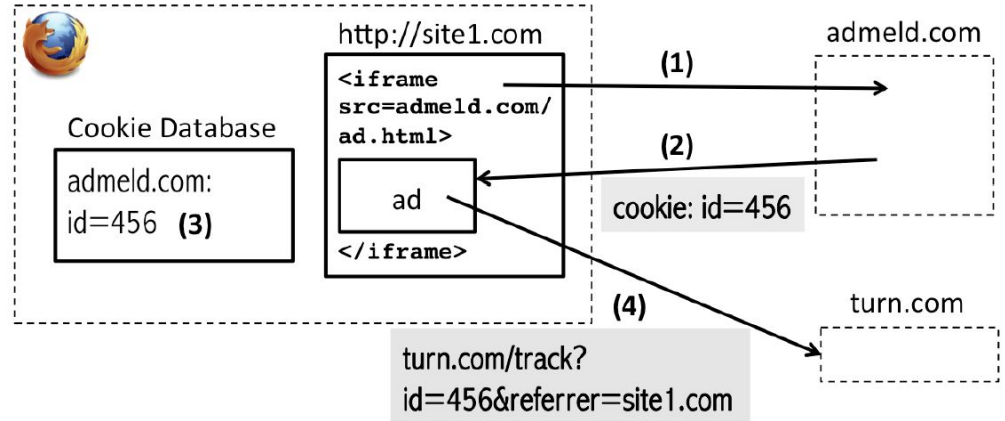 http://site1.com
admeld.com
(1)
<iframe
src=admeld.com/
ad.html>
Cookie Database
(2)
admeld.com:
id=456 (3)
ad
cookie: id=456
</iframe>
(4)
turn.com
turn.com/track?
id=456&referrer=site1.com